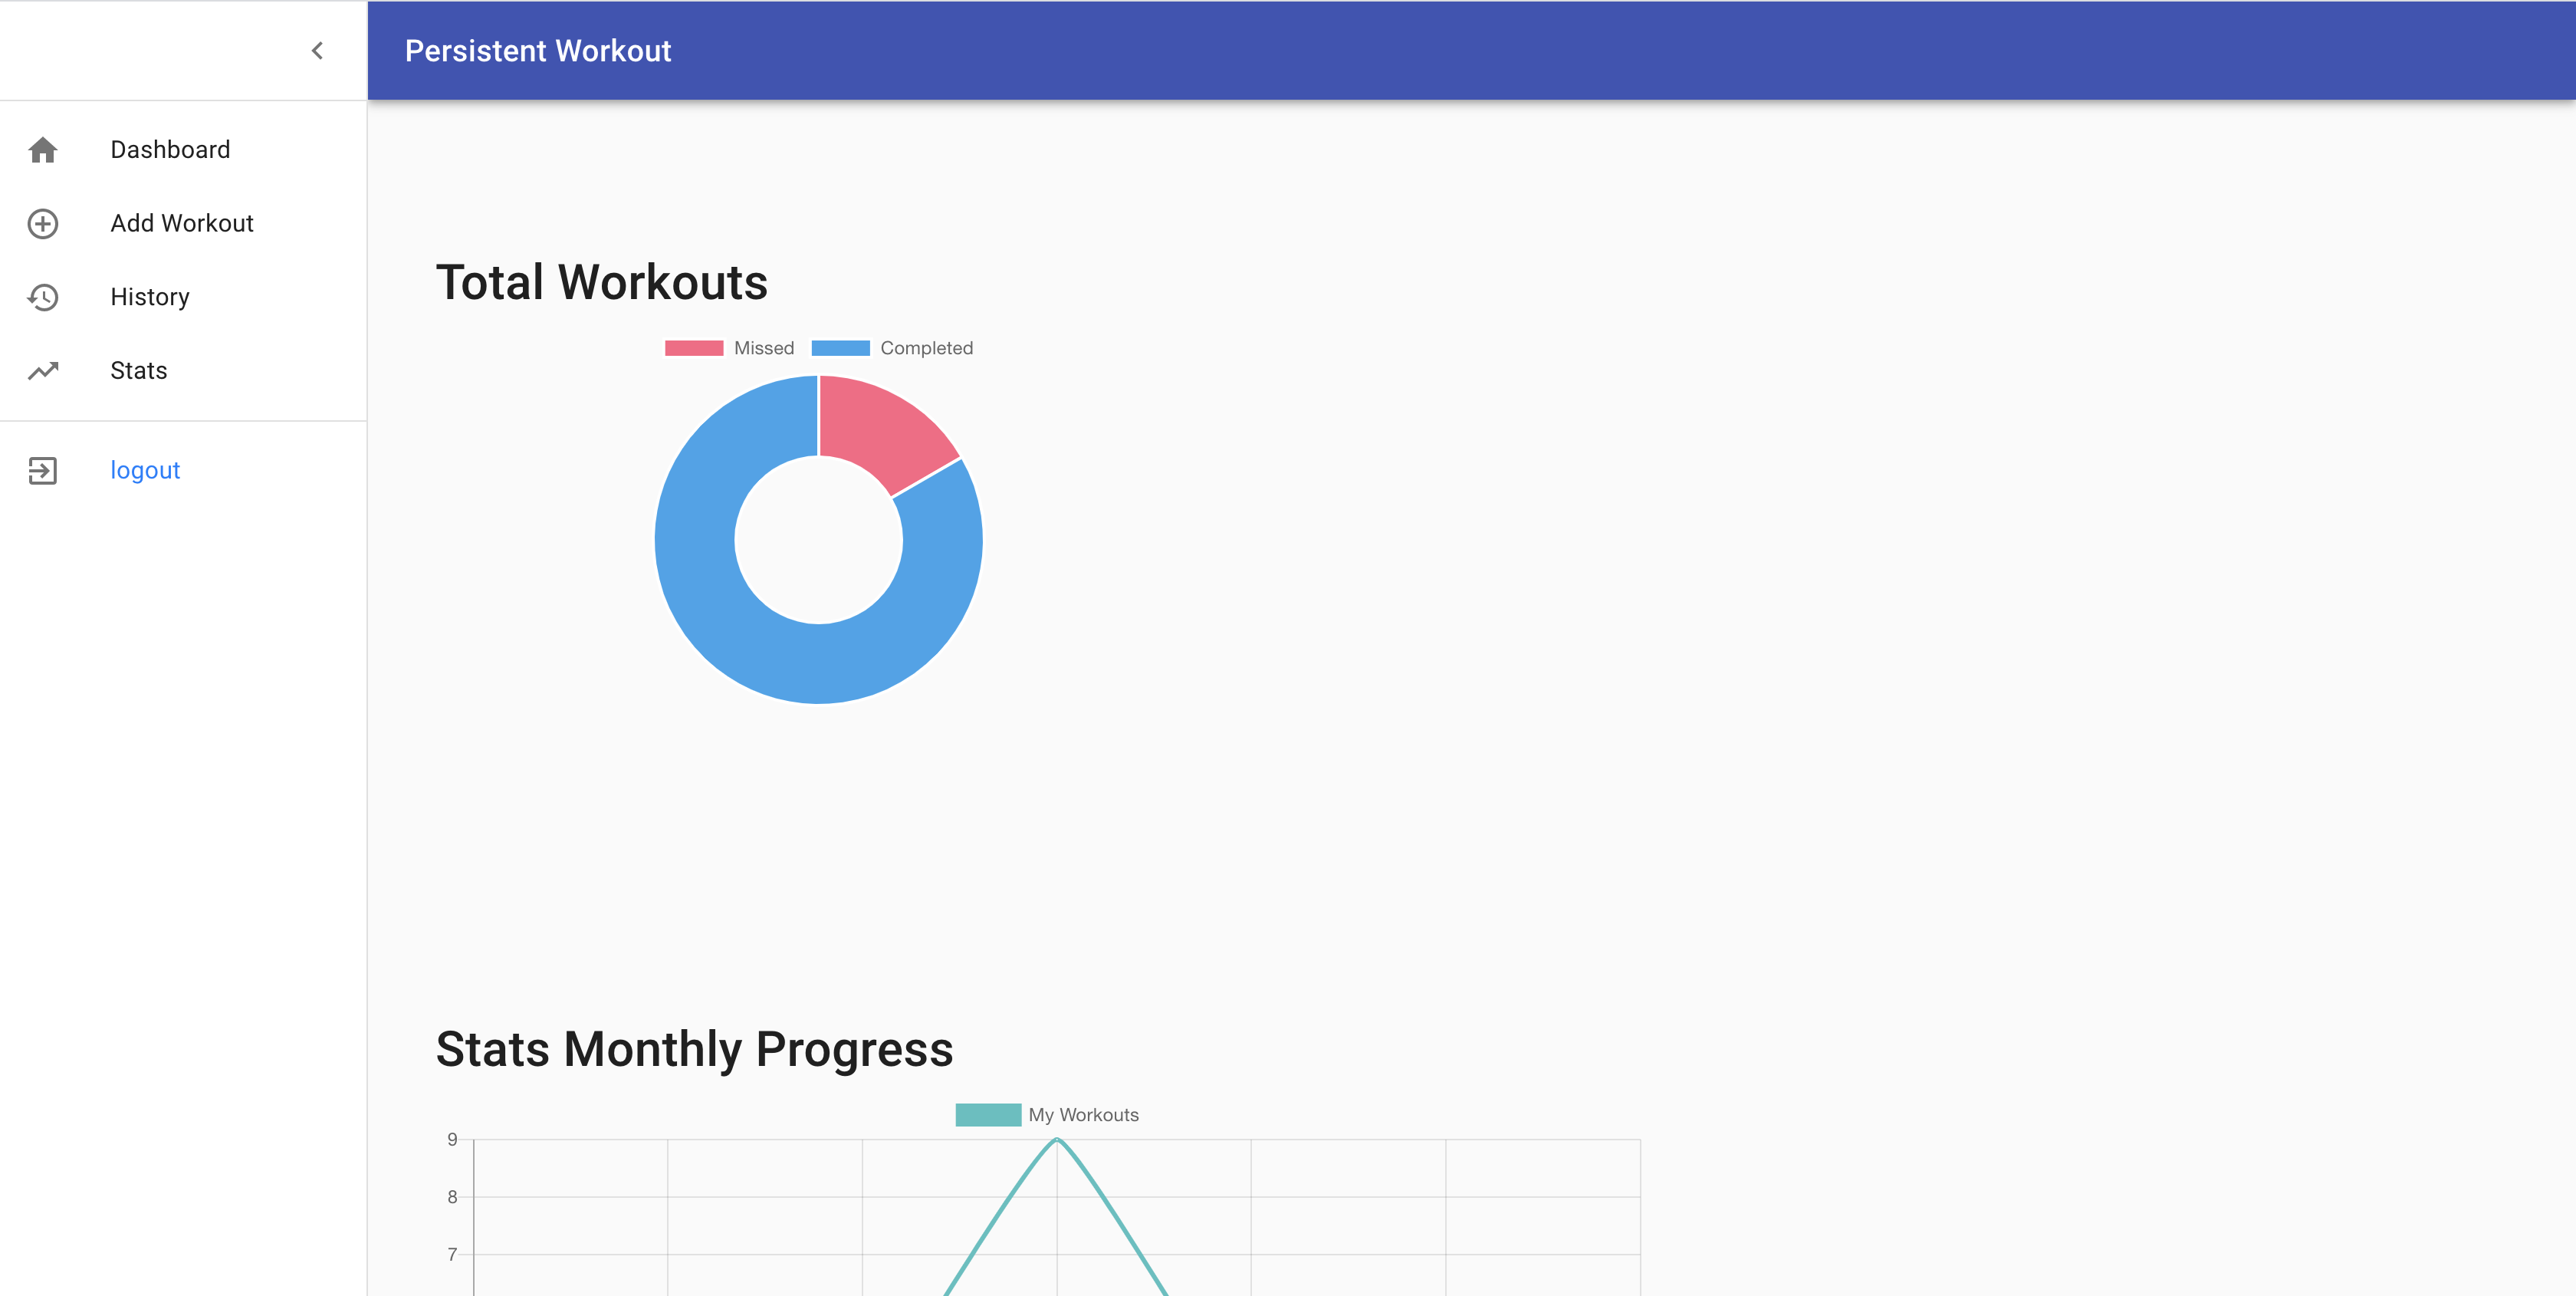 Persistent Workout
Dashboard
Add Workout
History
Stats
logout
Total Workouts
Missed Completed
Stats Monthly Progress
My Workouts
9
8
7